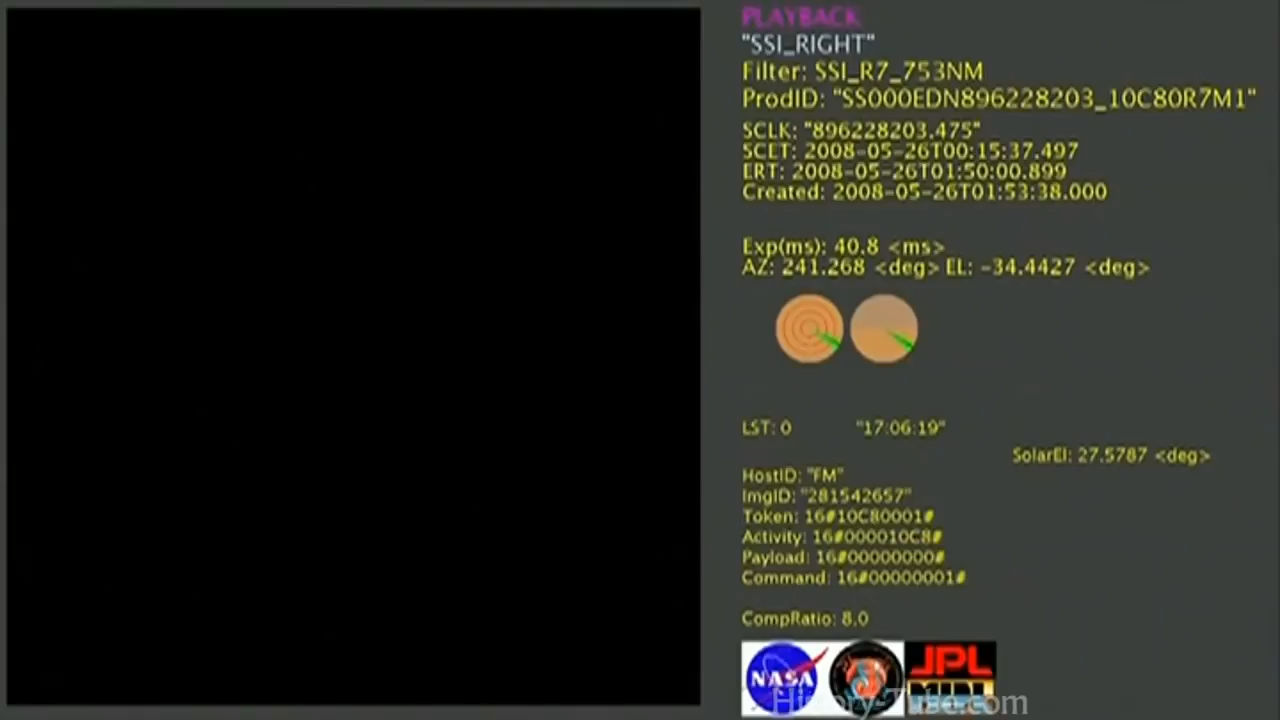 PLAYBACK
"SSI_RIGHT"
Filter: SSI_R7_753NM
ProdID: "SS000EDN896228203_10C80R7M1"
SCLK: "896228203.475"
SCET: 2008-05-26T00:15:37.497
ERT: 2008-05-26T01:50:00.899
Created: 2008-05-26T01:53:38.000
Exp(ms): 40.8 <ms>
AZ: 241.268 <deg> EL: -34.4427 <deg>
LST: 0 "17:06:19"
SolarEl: 27.5787 <deg>
HostID: "FM"
ImgID: "281542657"
Token: 16#10C80001#
Activity: 16#000010C8#
Payload: 16#00000000#
Command: 16#00000001#
CompRatio: 8.0
NASA JPL
History-Tube.com